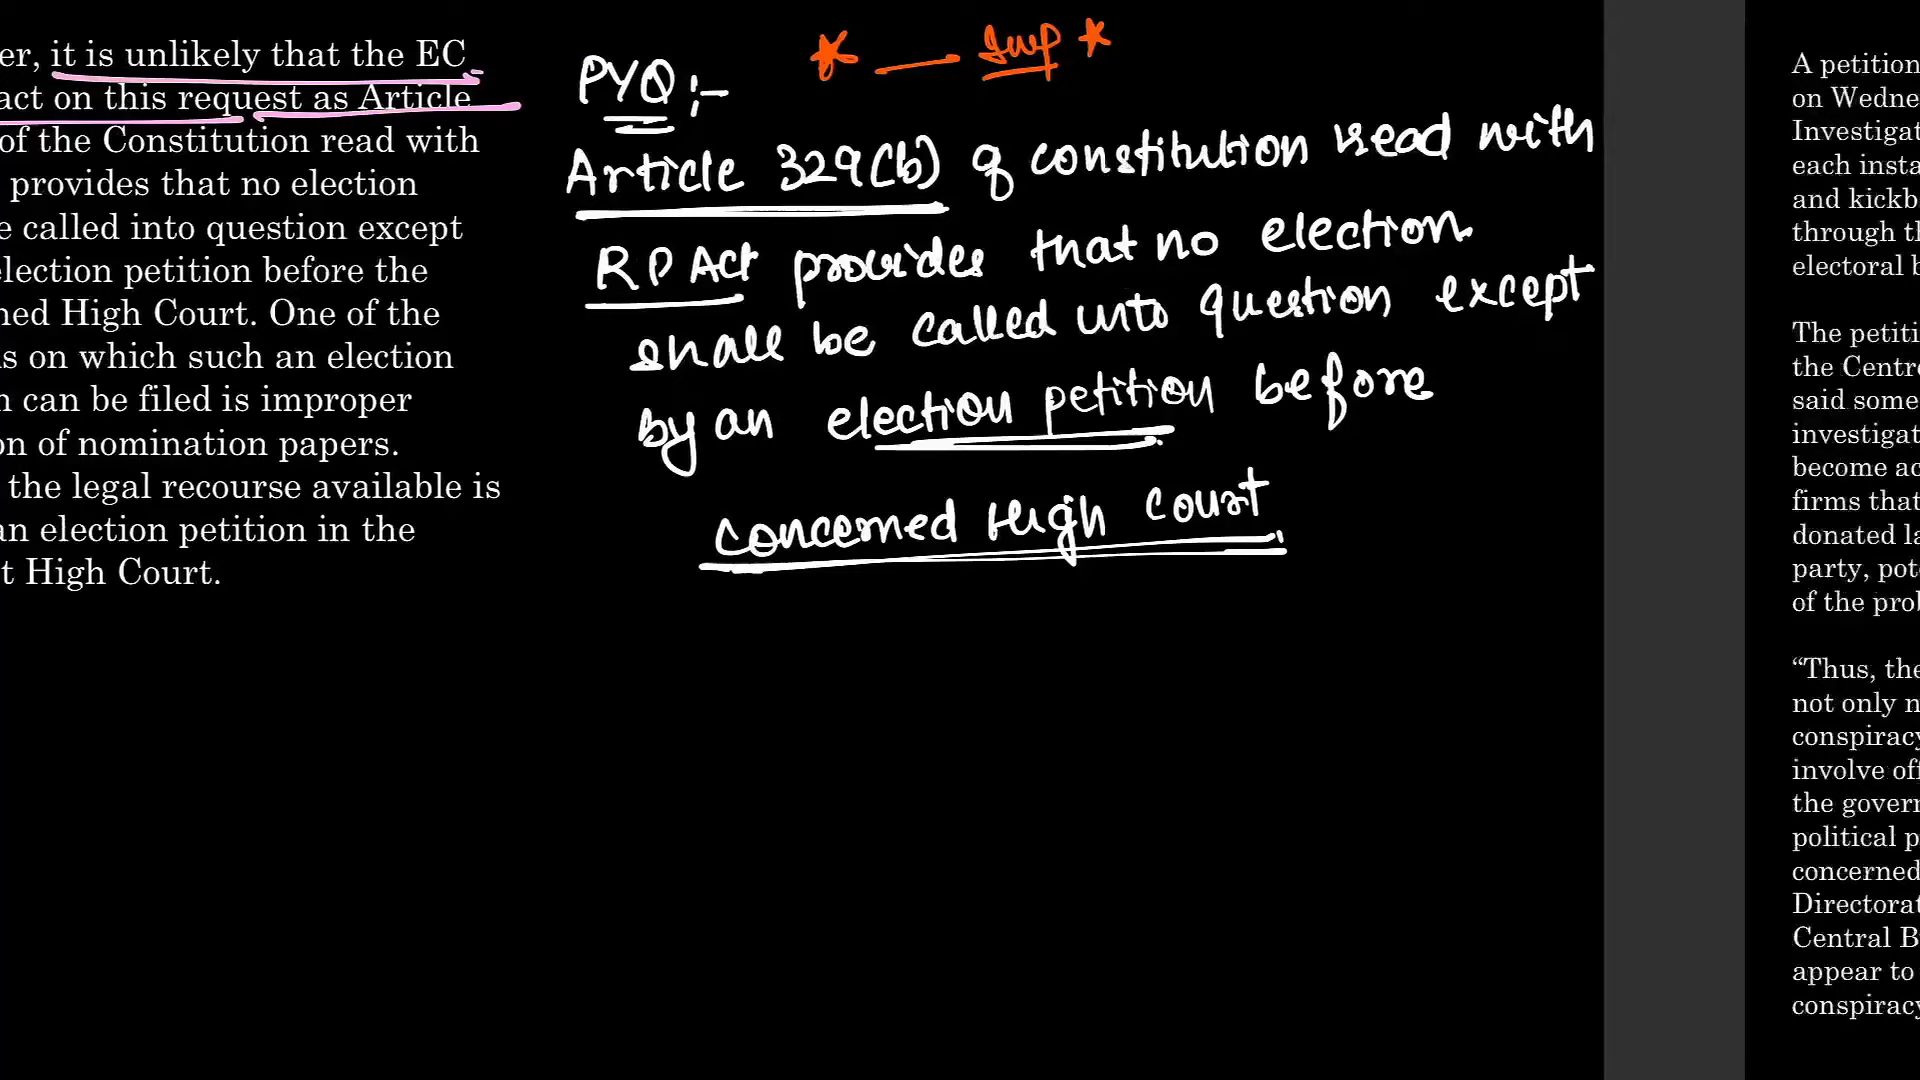 er, it is unlikely that the EC
act on this request as Article
of the Constitution read with
provides that no election
e called into question except
election petition before the
ned High Court. One of the
s on which such an election
n can be filed is improper
on of nomination papers.
the legal recourse available is
an election petition in the
t High Court.
* — Imp *
PYQ :-
Article 329(b) of constitution read with
RP Act provides that no election
shall be called into question except
by an election petition before
concerned High Court.
A petition
on Wedne
Investigat
each insta
and kickb
through th
electoral b
The petiti
the Centre
said some
investigat
become ac
firms that
donated la
party, pot
of the prob
“Thus, the
not only n
conspiracy
involve off
the govern
political p
concerned
Directorat
Central B
appear to
conspiracy